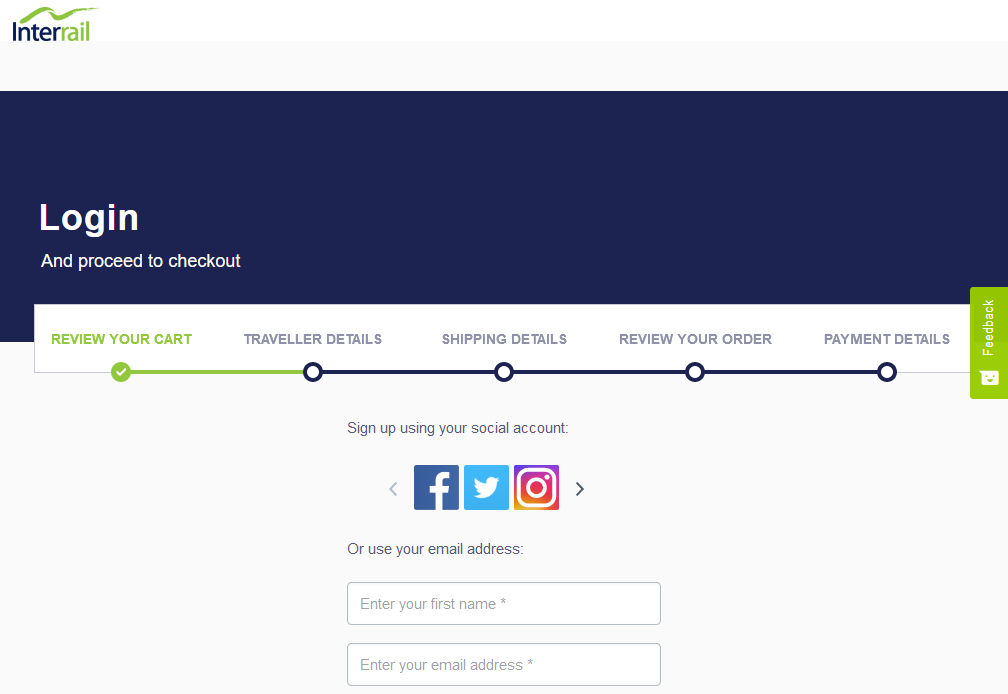 Interrail
Login
And proceed to checkout
REVIEW YOUR CART
TRAVELLER DETAILS
SHIPPING DETAILS
REVIEW YOUR ORDER
PAYMENT DETAILS
Feedback
Sign up using your social account:
Or use your email address:
Enter your first name *
Enter your email address *